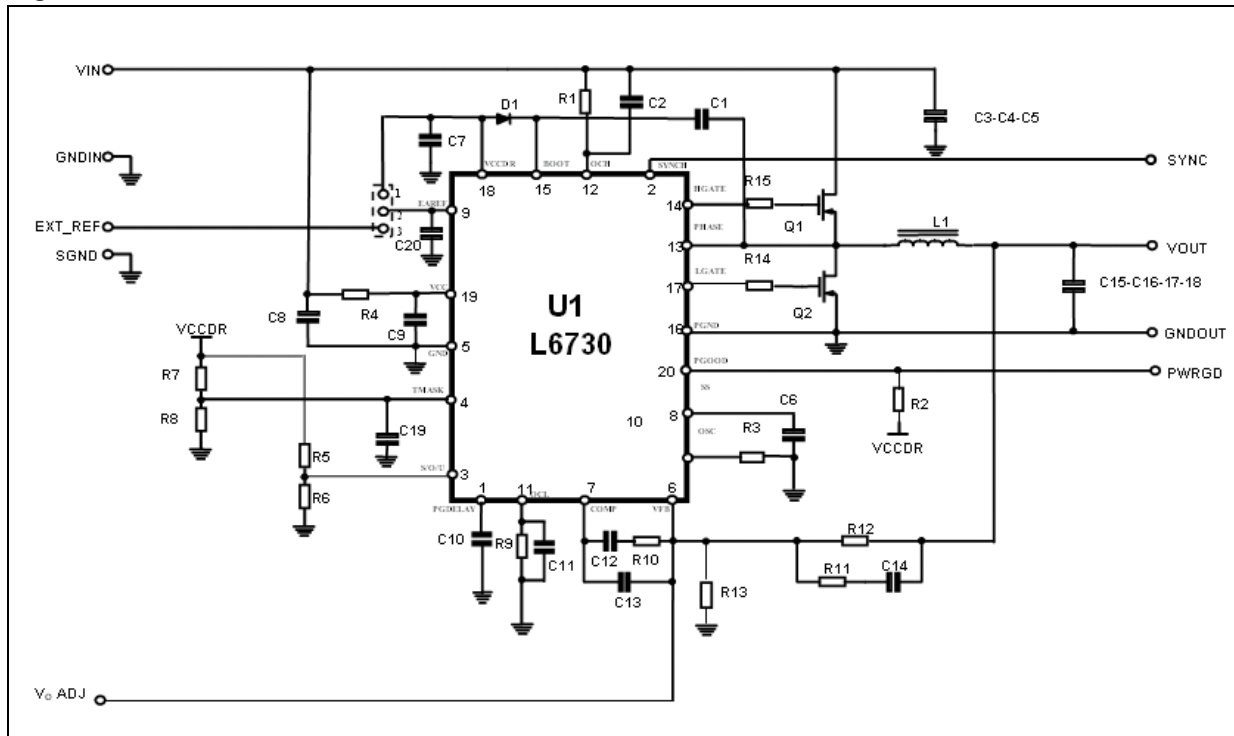 VIN
R1
C2
C1
D1
C3-C4-C5
C7
GNDIN
SYNC
VCCDR
BOOT
OCH
SYNCH
18
15
12
2
1
2
3
EAREF
9
HGATE
14
R15
Q1
EXT_REF
C20
PHASE
13
L1
VOUT
SGND
LGATE
17
R14
Q2
C15-C16-17-18
VCC
19
R4
C8
C9
U1
L6730
VCCDR
GND
5
PGND
16
GNDOUT
PGOOD
20
PWRGD
R7
TMASK
4
SS
8
C6
R2
VCCDR
R8
C19
10
OSC
R3
R5
S/O/U
3
R6
1
11
7
6
PGDELAY
OCL
COMP
VFB
C10
R9
C11
C12
R10
C13
R13
R12
R11
C14
VO ADJ